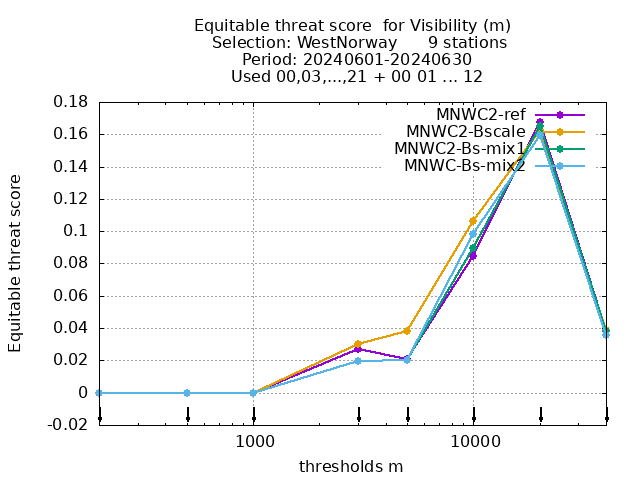 Equitable threat score  for Visibility (m)
Selection: WestNorway      9 stations
Period: 20240601-20240630
Used 00,03,...,21 + 00 01 ... 12
0.18
0.16
0.14
0.12
0.1
0.08
0.06
0.04
0.02
0
-0.02
Equitable threat score
MNWC2-ref
MNWC2-Bscale
MNWC2-Bs-mix1
MNWC-Bs-mix2
1000
10000
thresholds m